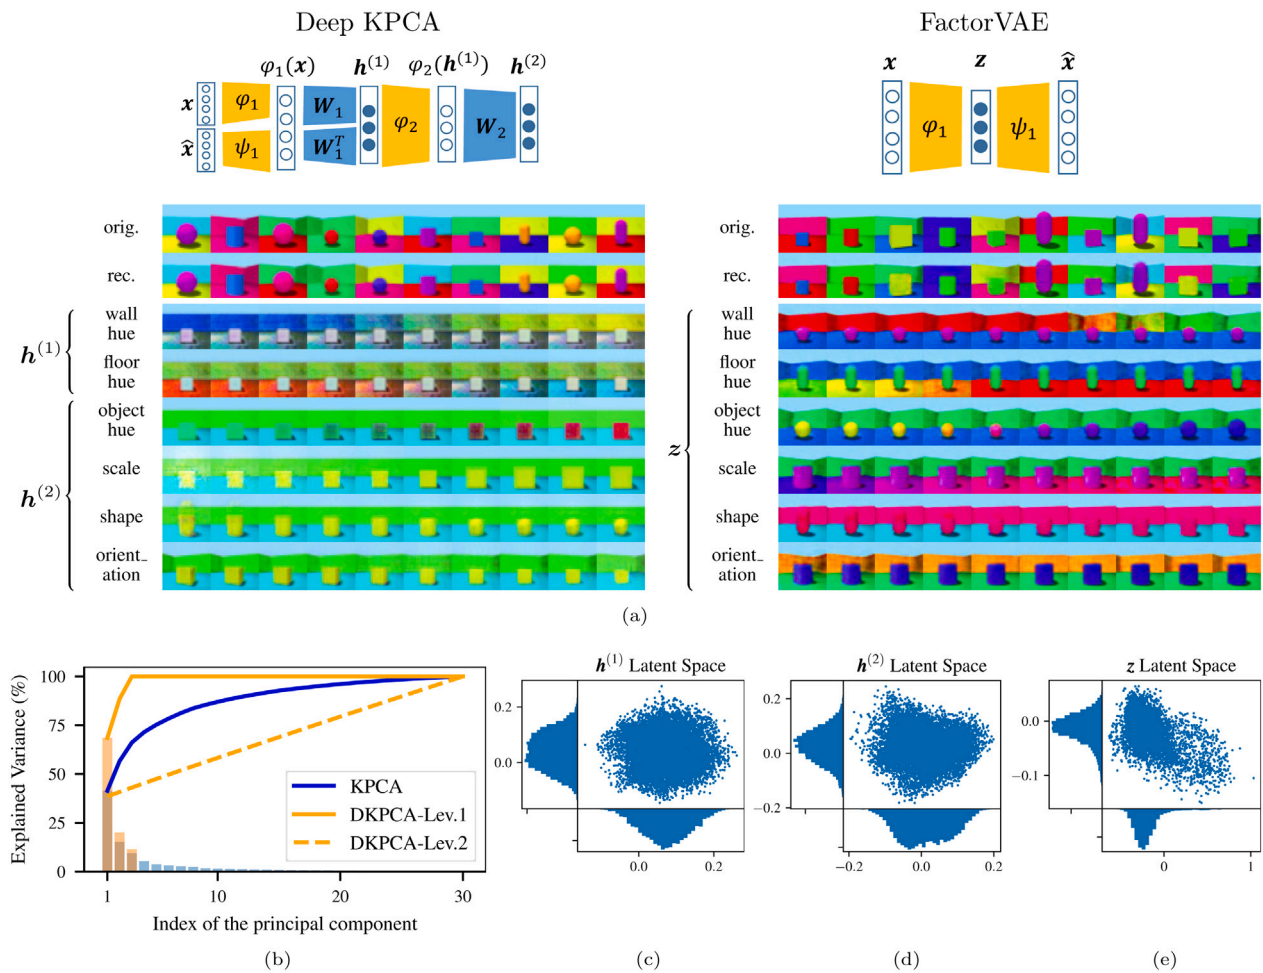 Deep KPCA
FactorVAE
φ₁(x) h⁽¹⁾ φ₂(h⁽¹⁾) h⁽²⁾
x φ₁ W₁ φ₂ W₂
x̂ ψ₁ W₁ᵀ
x z x̂
φ₁ ψ₁
orig.
rec.
wall
hue
floor
hue
object
hue
scale
shape
orient_
ation
h⁽¹⁾
h⁽²⁾
orig.
rec.
wall
hue
floor
hue
object
hue
scale
shape
orient_
ation
z
(a)
Explained Variance (%)
100
75
50
25
0
1 10 20 30
Index of the principal component
KPCA
DKPCA-Lev.1
DKPCA-Lev.2
(b)
h⁽¹⁾ Latent Space
0.2
0.0
0.0 0.2
(c)
h⁽²⁾ Latent Space
0.2
0.0
−0.2
−0.2 0.0 0.2
(d)
z Latent Space
0.0
−0.1
0 1
(e)